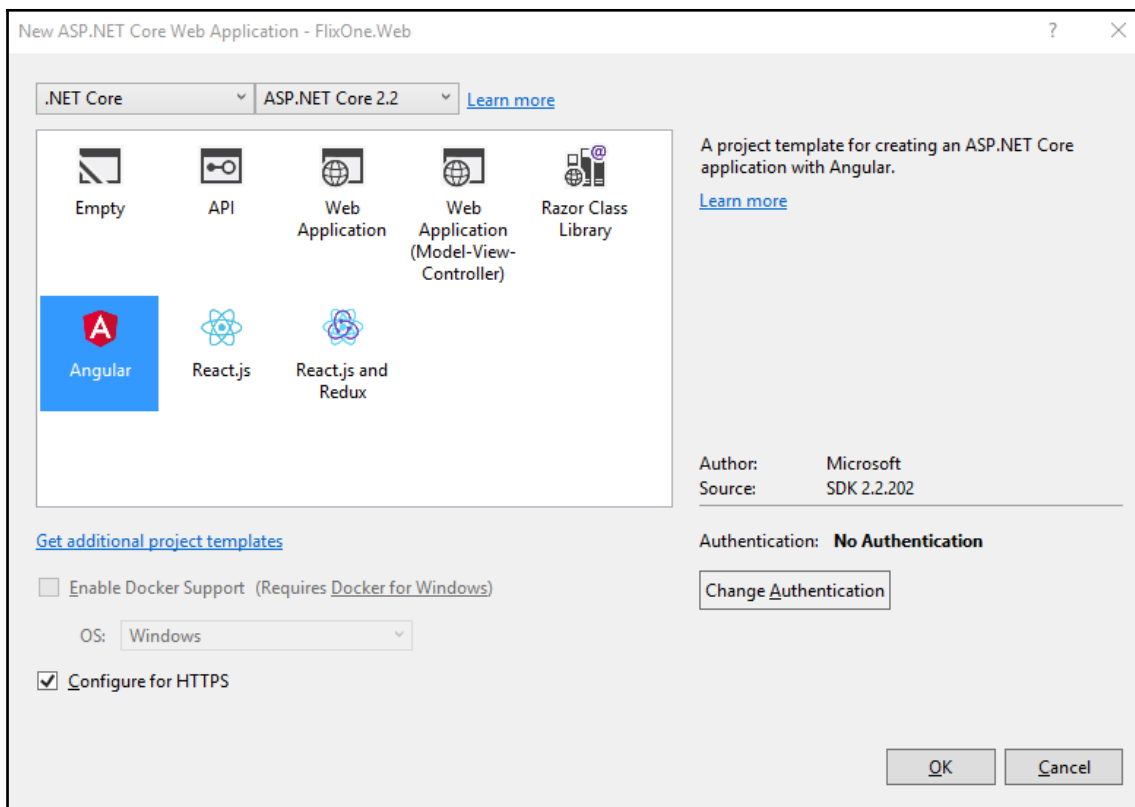 New ASP.NET Core Web Application - FlixOne.Web
?
.NET Core
ASP.NET Core 2.2
Learn more
Empty
API
Web
Application
Web
Application
(Model-View-
Controller)
Razor Class
Library
Angular
React.js
React.js and
Redux
A project template for creating an ASP.NET Core
application with Angular.
Learn more
Author: Microsoft
Source: SDK 2.2.202
Get additional project templates
Authentication: No Authentication
Enable Docker Support (Requires Docker for Windows)
Change Authentication
OS: Windows
Configure for HTTPS
OK
Cancel